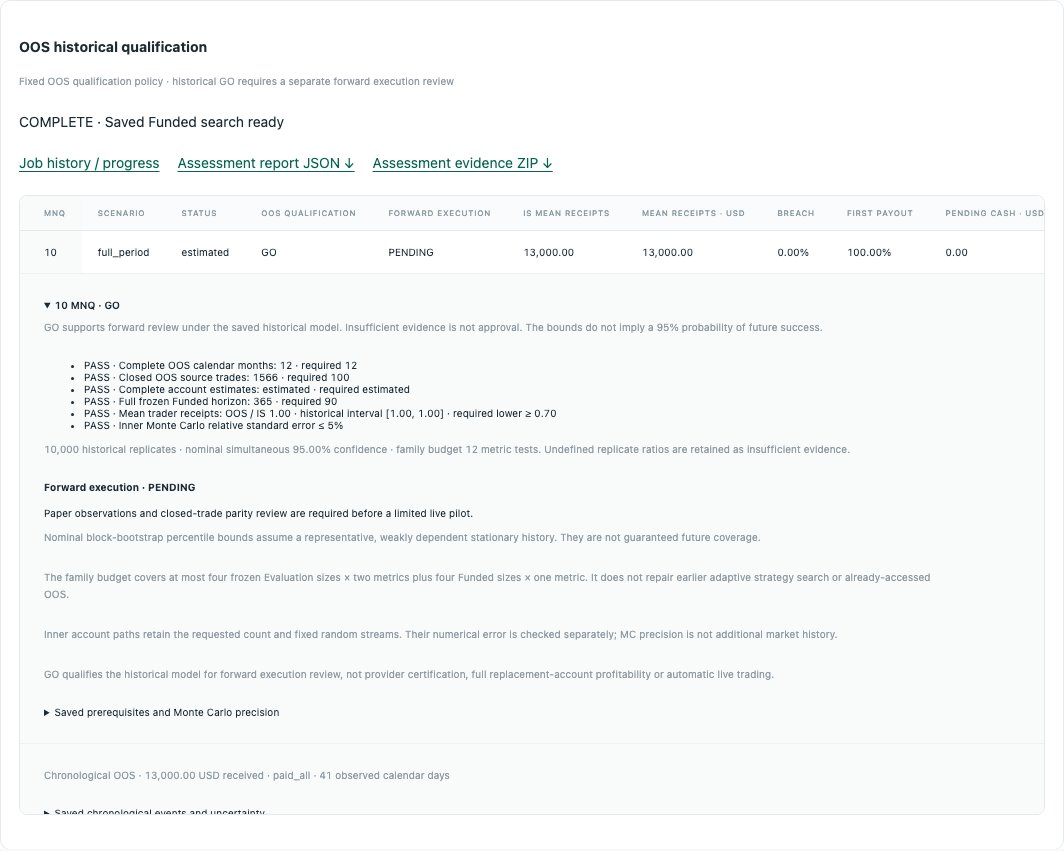 OOS historical qualification
Fixed OOS qualification policy · historical GO requires a separate forward execution review
COMPLETE · Saved Funded search ready
Job history / progress Assessment report JSON ↓ Assessment evidence ZIP ↓
MNQ SCENARIO STATUS OOS QUALIFICATION FORWARD EXECUTION IS MEAN RECEIPTS MEAN RECEIPTS · USD BREACH FIRST PAYOUT PENDING CASH · USD
10 full_period estimated GO PENDING 13,000.00 13,000.00 0.00% 100.00% 0.00
▼ 10 MNQ · GO
GO supports forward review under the saved historical model. Insufficient evidence is not approval. The bounds do not imply a 95% probability of future success.
• PASS · Complete OOS calendar months: 12 · required 12
• PASS · Closed OOS source trades: 1566 · required 100
• PASS · Complete account estimates: estimated · required estimated
• PASS · Full frozen Funded horizon: 365 · required 90
• PASS · Mean trader receipts: OOS / IS 1.00 · historical interval [1.00, 1.00] · required lower ≥ 0.70
• PASS · Inner Monte Carlo relative standard error ≤ 5%
10,000 historical replicates · nominal simultaneous 95.00% confidence · family budget 12 metric tests. Undefined replicate ratios are retained as insufficient evidence.
Forward execution · PENDING
Paper observations and closed-trade parity review are required before a limited live pilot.
Nominal block-bootstrap percentile bounds assume a representative, weakly dependent stationary history. They are not guaranteed future coverage.
The family budget covers at most four frozen Evaluation sizes × two metrics plus four Funded sizes × one metric. It does not repair earlier adaptive strategy search or already-accessed
OOS.
Inner account paths retain the requested count and fixed random streams. Their numerical error is checked separately; MC precision is not additional market history.
GO qualifies the historical model for forward execution review, not provider certification, full replacement-account profitability or automatic live trading.
▶ Saved prerequisites and Monte Carlo precision
Chronological OOS · 13,000.00 USD received · paid_all · 41 observed calendar days
▶ Saved chronological events and uncertainty